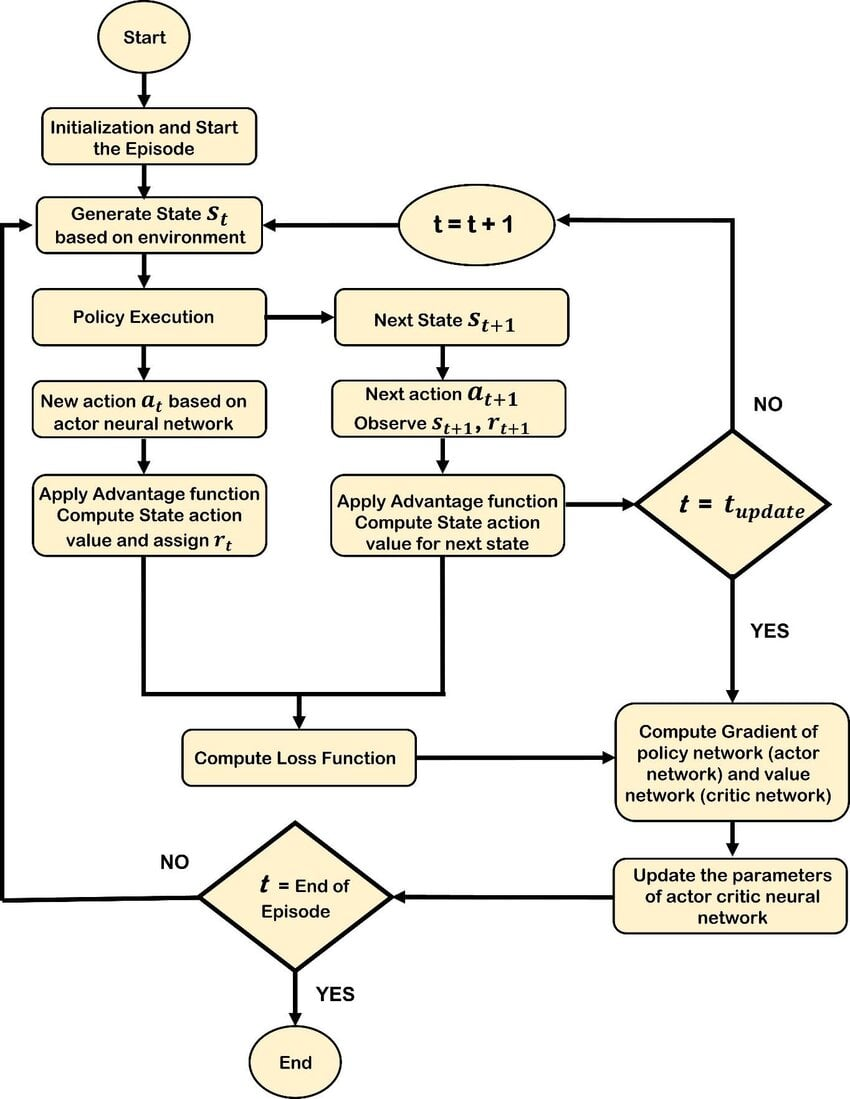 Start
Initialization and Start
the Episode
Generate State S_t
based on environment
t = t + 1
Policy Execution
Next State S_{t+1}
New action a_t based on
actor neural network
Next action a_{t+1}
Observe s_{t+1}, r_{t+1}
NO
Apply Advantage function
Compute State action
value and assign r_t
Apply Advantage function
Compute State action
value for next state
t = t_{update}
YES
Compute Loss Function
Compute Gradient of
policy network (actor
network) and value
network (critic network)
NO
t = End of
Episode
Update the parameters
of actor critic neural
network
YES
End